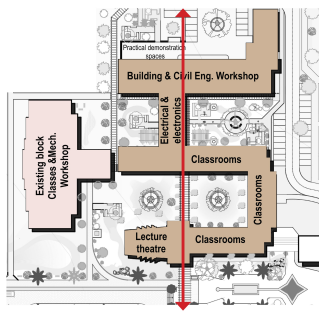 Practical demonstration
spaces
Building & Civil Eng. Workshop
Electrical &
electronics
Existing block
Classes &Mech.
Workshop
Classrooms
Classrooms
Lecture
theatre
Classrooms